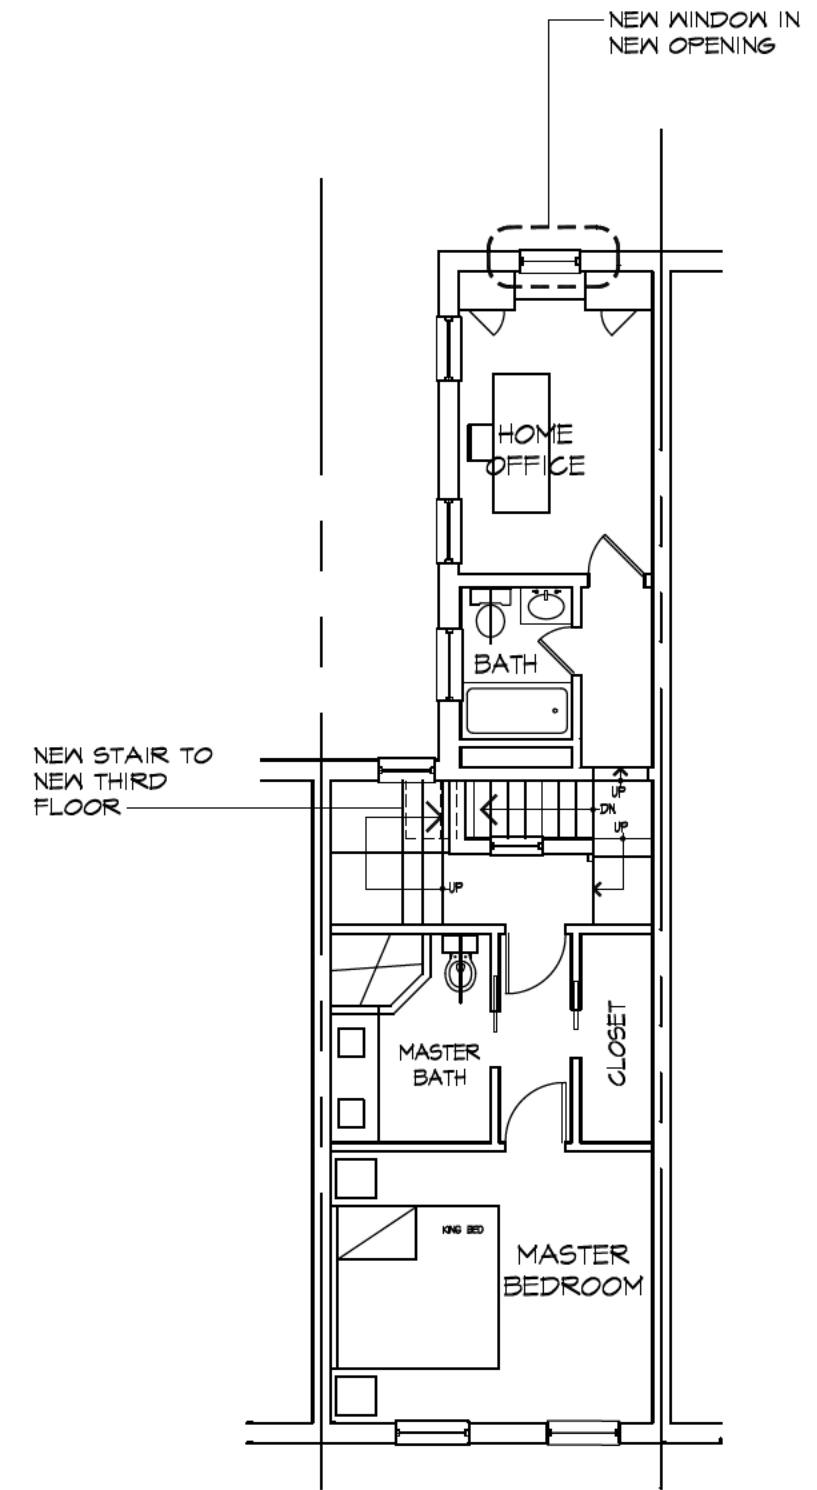 NEW WINDOW IN
NEW OPENING
HOME
OFFICE
BATH
NEW STAIR TO
NEW THIRD
FLOOR
UP
DN
UP
UP
MASTER
BATH
CLOSET
KING BED
MASTER
BEDROOM